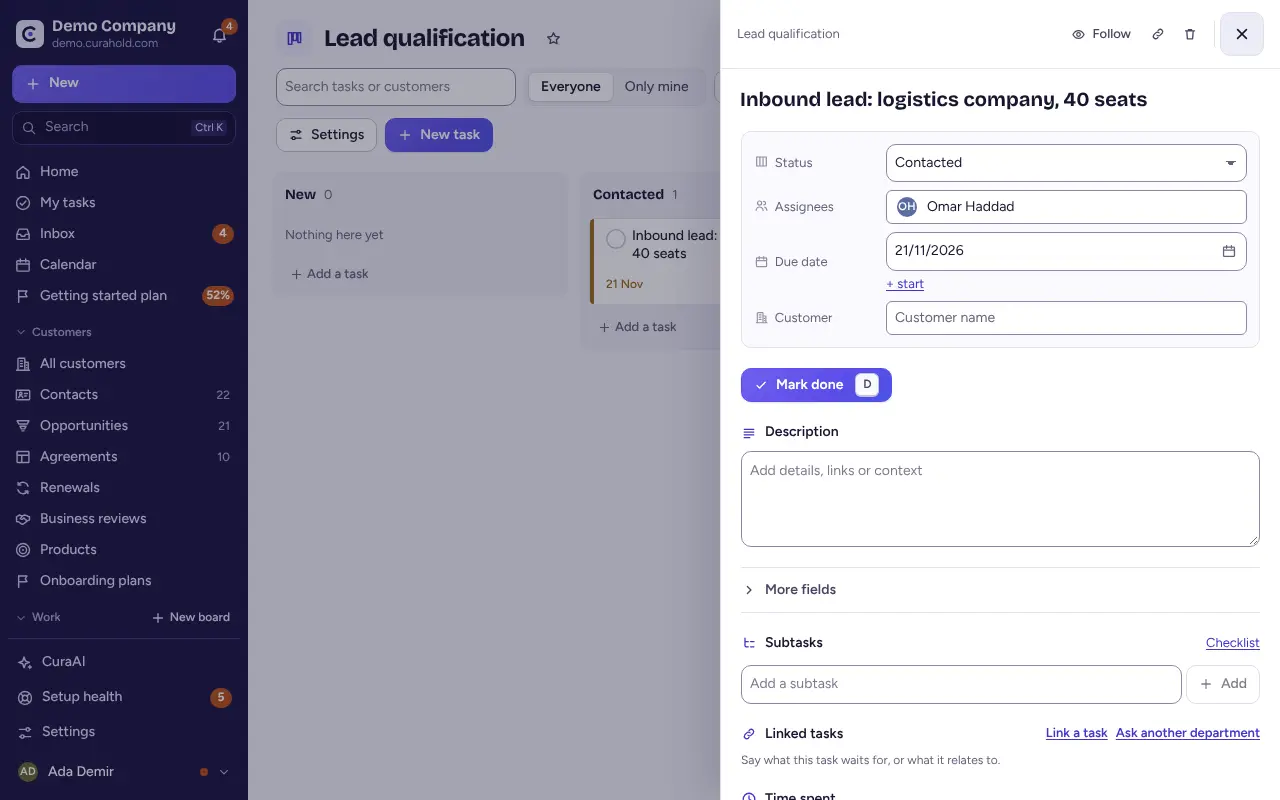 Demo Company
demo.curahold.com
4
New
Search
Ctrl K
Home
My tasks
Inbox
4
Calendar
Getting started plan
52%
Customers
All customers
Contacts
22
Opportunities
21
Agreements
10
Renewals
Business reviews
Products
Onboarding plans
Work
New board
CuraAI
Setup health
5
Settings
AD
Ada Demir
Lead qualification
Search tasks or customers
Everyone
Only mine
Settings
New task
New 0
Nothing here yet
Add a task
Contacted 1
Inbound lead:
40 seats
21 Nov
Add a task
Lead qualification
Follow
Inbound lead: logistics company, 40 seats
Status
Contacted
Assignees
OH
Omar Haddad
Due date
21/11/2026
+ start
Customer
Customer name
Mark done
D
Description
Add details, links or context
More fields
Subtasks
Checklist
Add a subtask
Add
Linked tasks
Link a task
Ask another department
Say what this task waits for, or what it relates to.
Time spent